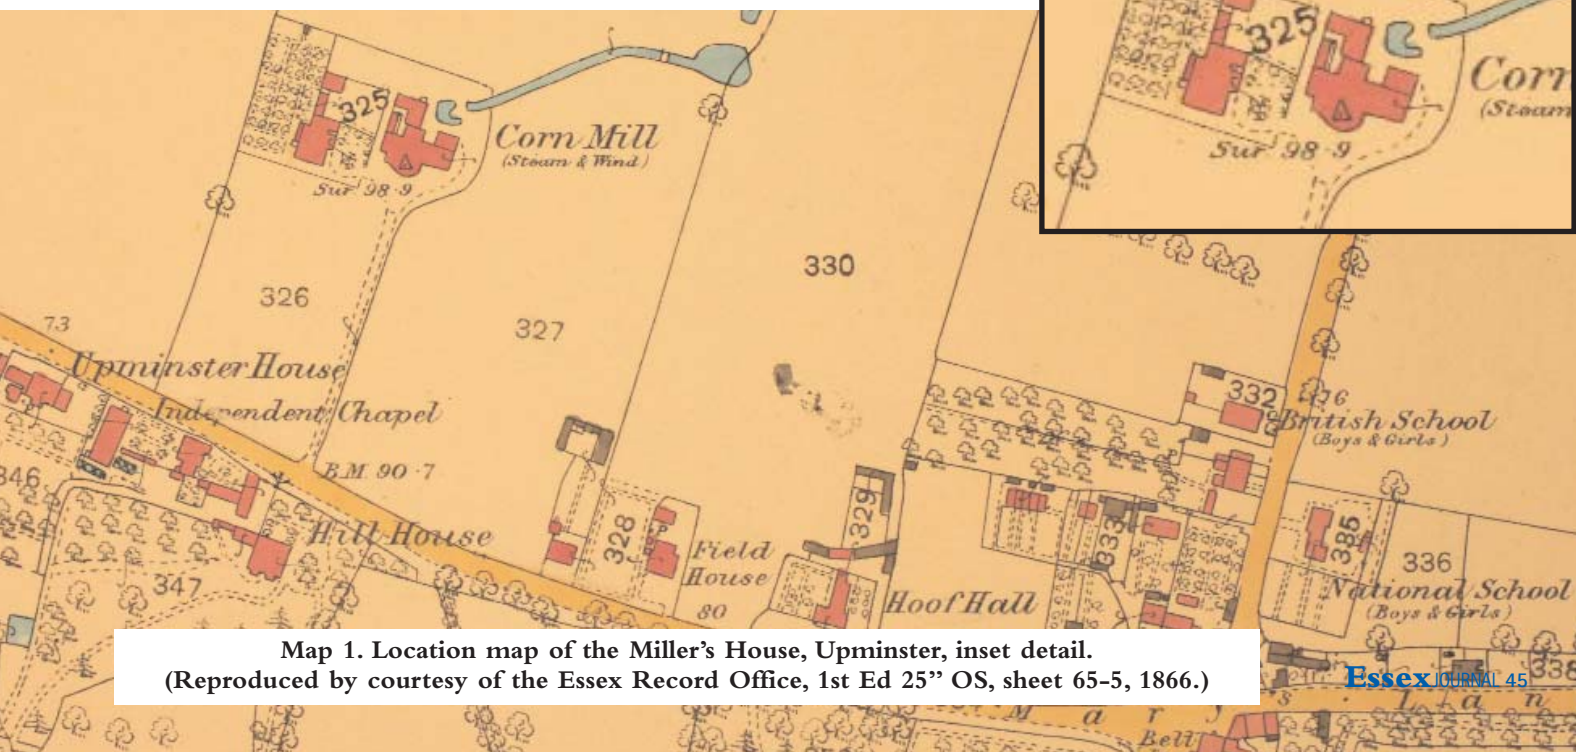 325
Corn Mill
(Steam & Wind)
Sur 98·9
325
Corn
(Steam
Sur 98·9
326
327
330
73
Upminster House
Independent Chapel
B.M. 90·7
346
Hill House
347
328
Field
House
80
329
Hoof Hall
332
British School
(Boys & Girls)
333
385
336
National School
(Boys & Girls)
338
Bell
Map 1. Location map of the Miller's House, Upminster, inset detail.
(Reproduced by courtesy of the Essex Record Office, 1st Ed 25” OS, sheet 65-5, 1866.)
Essex JOURNAL 45